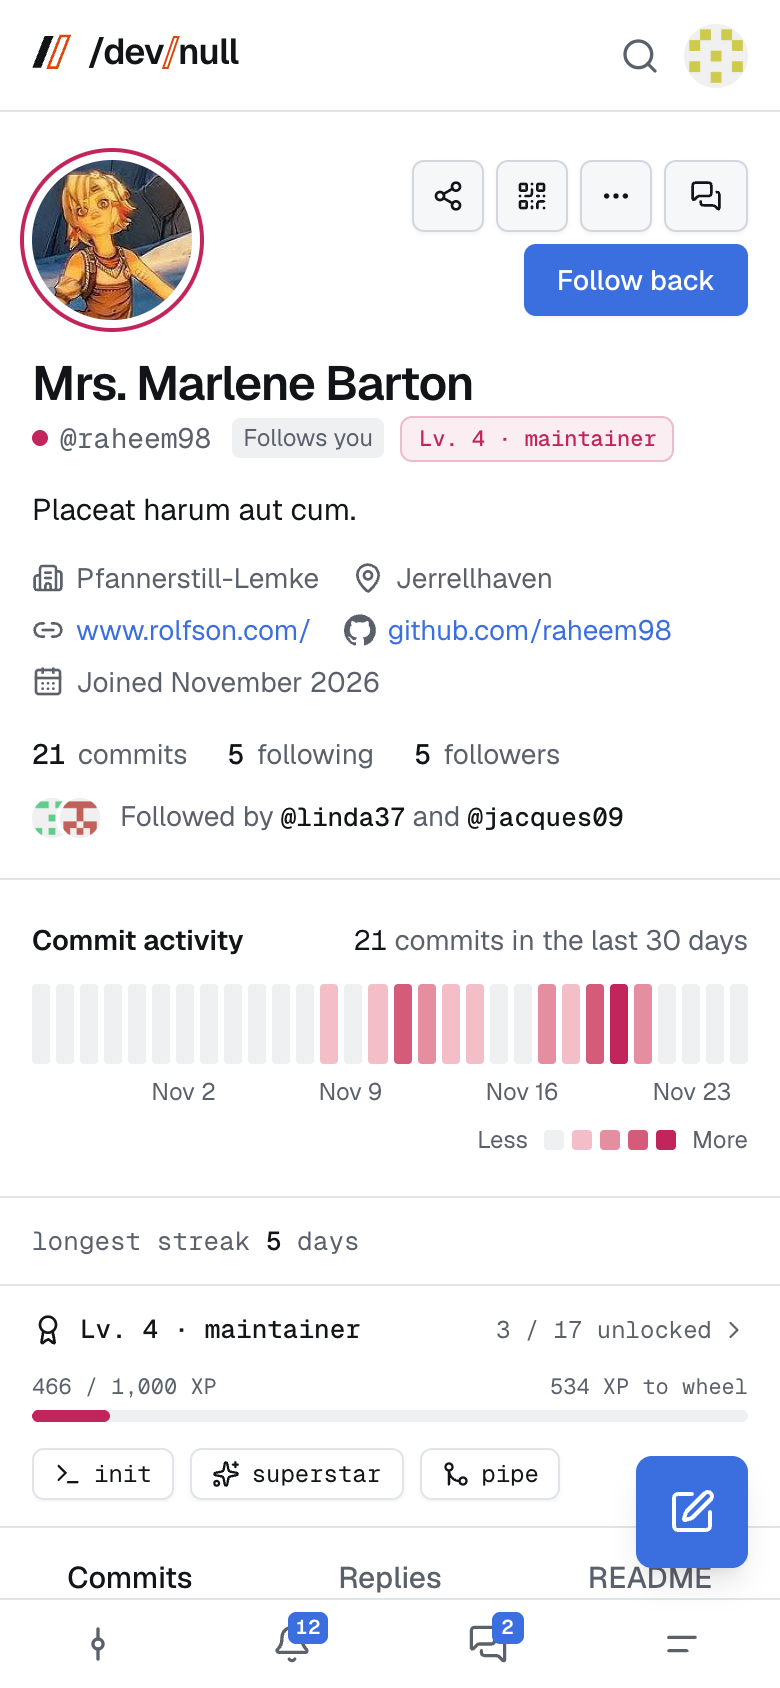 /dev//null
Follow back
Mrs. Marlene Barton
@raheem98 Follows you Lv. 4 · maintainer
Placeat harum aut cum.
Pfannerstill-Lemke Jerrellhaven
www.rolfson.com/ github.com/raheem98
Joined November 2026
21 commits 5 following 5 followers
Followed by @linda37 and @jacques09
Commit activity 21 commits in the last 30 days
Nov 2 Nov 9 Nov 16 Nov 23
Less More
longest streak 5 days
Lv. 4 · maintainer 3 / 17 unlocked
466 / 1,000 XP 534 XP to wheel
init superstar pipe
Commits Replies README
12 2